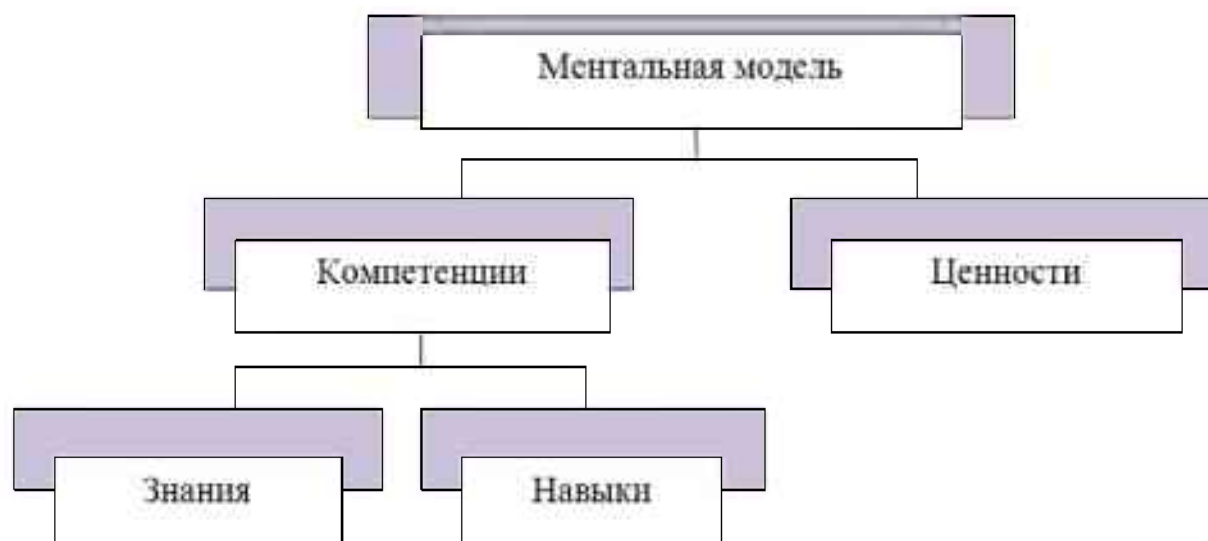 Ментальная модель
Компетенции
Ценности
Знания
Навыки